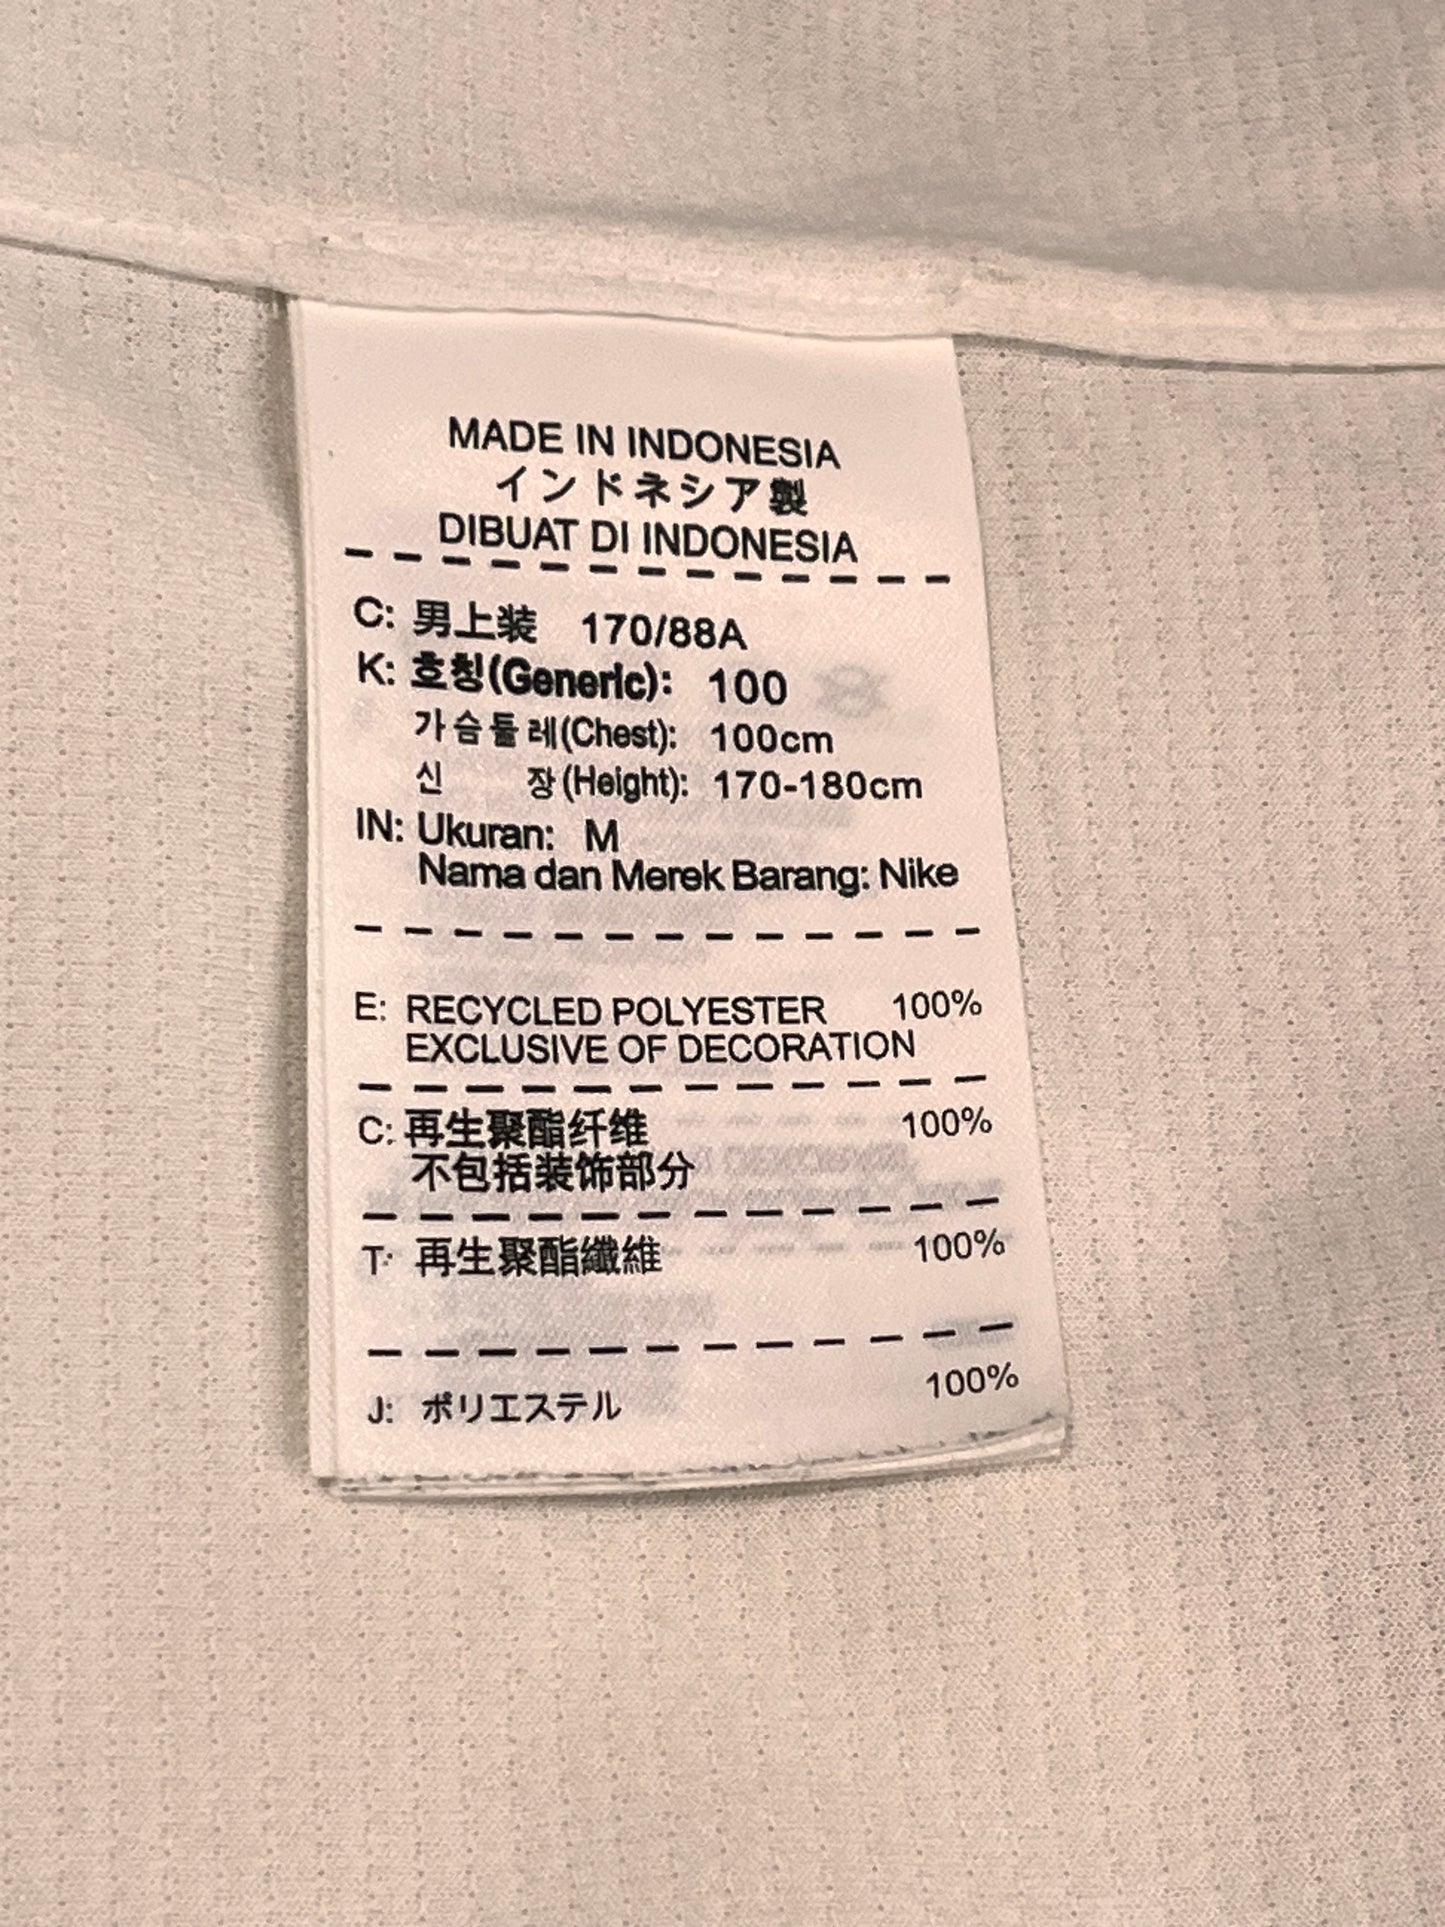 MADE IN INDONESIA
インドネシア製
DIBUAT DI INDONESIA
C: 男上装 170/88A
K: 호칭(Generic): 100
가슴둘레(Chest): 100cm
신 장(Height): 170-180cm
IN: Ukuran: M
Nama dan Merek Barang: Nike
E: RECYCLED POLYESTER 100%
EXCLUSIVE OF DECORATION
C: 再生聚酯纤维 100%
不包括装饰部分
T: 再生聚酯纖維 100%
J: ポリエステル 100%